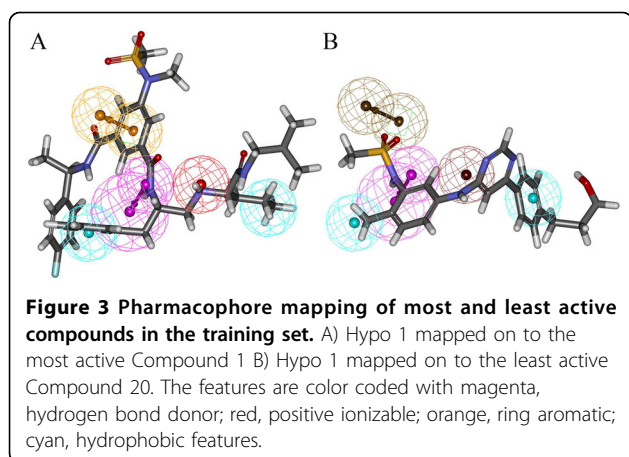 A
B
Figure 3 Pharmacophore mapping of most and least active
compounds in the training set. A) Hypo 1 mapped on to the
most active Compound 1 B) Hypo 1 mapped on to the least active
Compound 20. The features are color coded with magenta,
hydrogen bond donor; red, positive ionizable; orange, ring aromatic;
cyan, hydrophobic features.